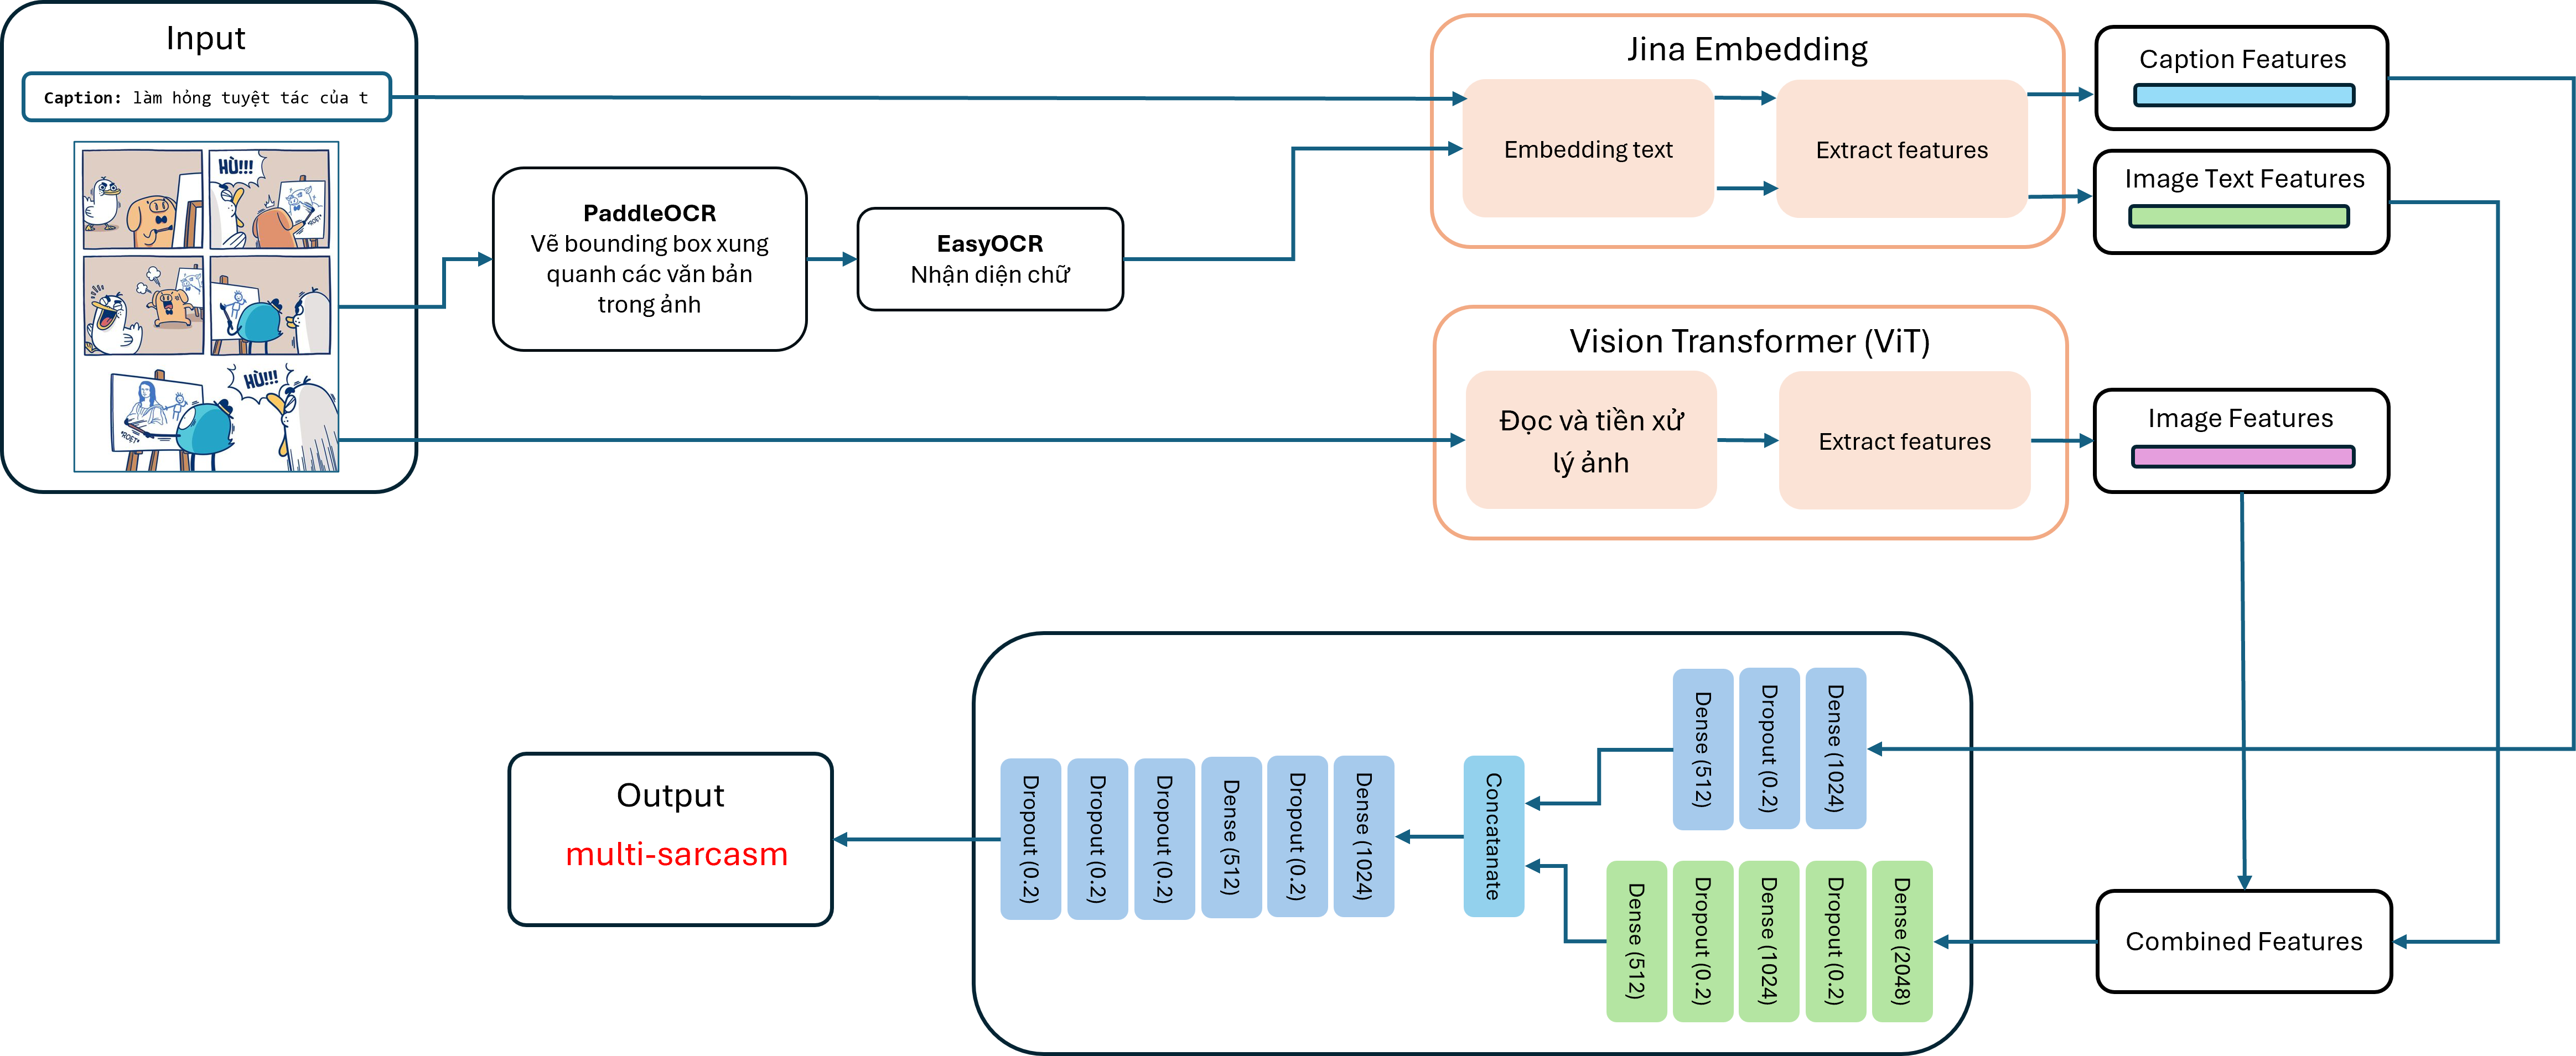 Input
Caption: làm hỏng tuyệt tác của t
HÙ!!!
*ROẸT*
HÙ!!!
*ROẸT*
PaddleOCR
Vẽ bounding box xung
quanh các văn bản
trong ảnh
EasyOCR
Nhận diện chữ
Jina Embedding
Embedding text
Extract features
Caption Features
Image Text Features
Vision Transformer (ViT)
Đọc và tiền xử
lý ảnh
Extract features
Image Features
Output
multi-sarcasm
Dropout (0.2)
Dropout (0.2)
Dropout (0.2)
Dense (512)
Dropout (0.2)
Dense (1024)
Concatanate
Dense (512)
Dropout (0.2)
Dense (1024)
Dense (512)
Dropout (0.2)
Dense (1024)
Dropout (0.2)
Dense (2048)
Combined Features